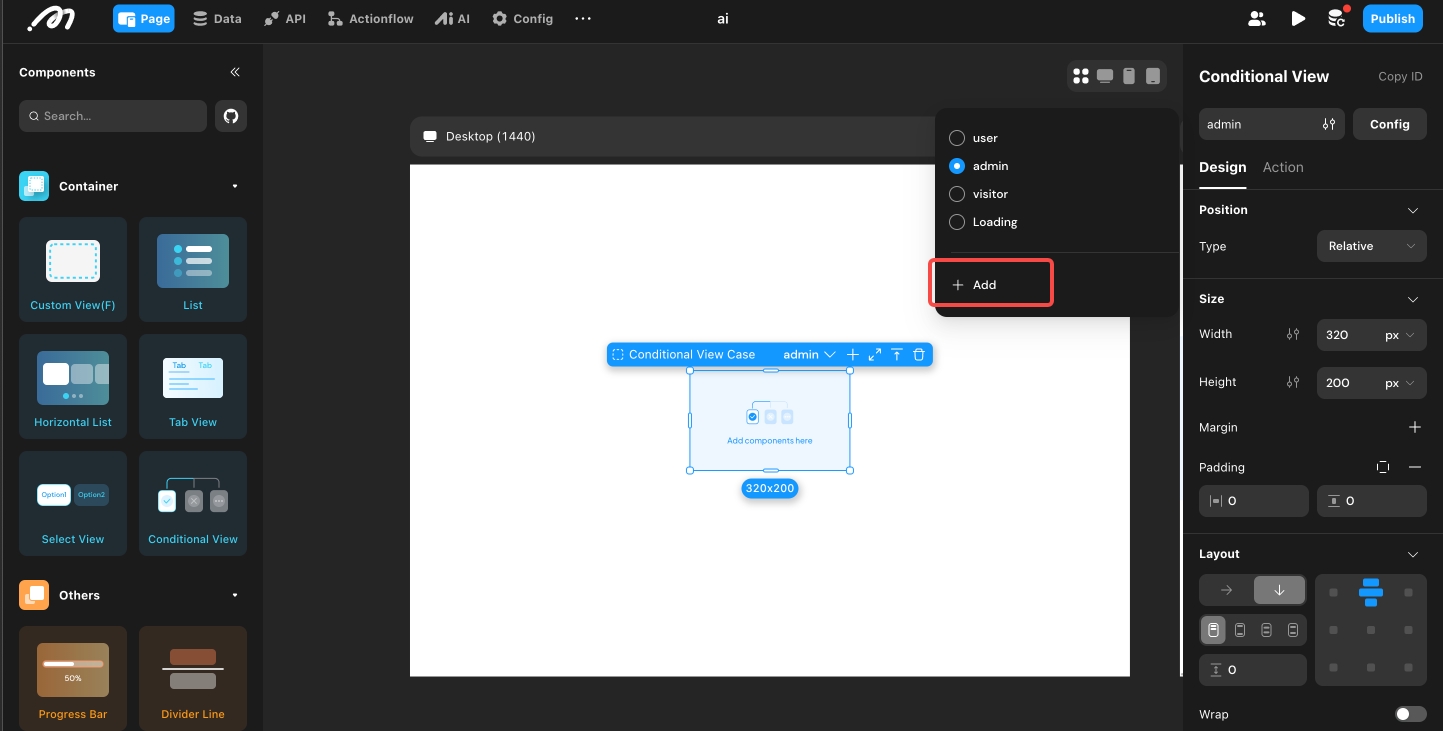 Page
Data
API
Actionflow
AI
Config
ai
Publish
Components
Search...
Container
Custom View(F)
List
Horizontal List
Tab
Tab
Tab View
Option1
Option2
Select View
Conditional View
Others
50%
Progress Bar
Divider Line
Desktop (1440)
user
admin
visitor
Loading
Add
Conditional View Case
admin
Add components here
320x200
Conditional View
Copy ID
admin
Config
Design
Action
Position
Type
Relative
Size
Width
320
px
Height
200
px
Margin
Padding
0
0
Layout
0
Wrap